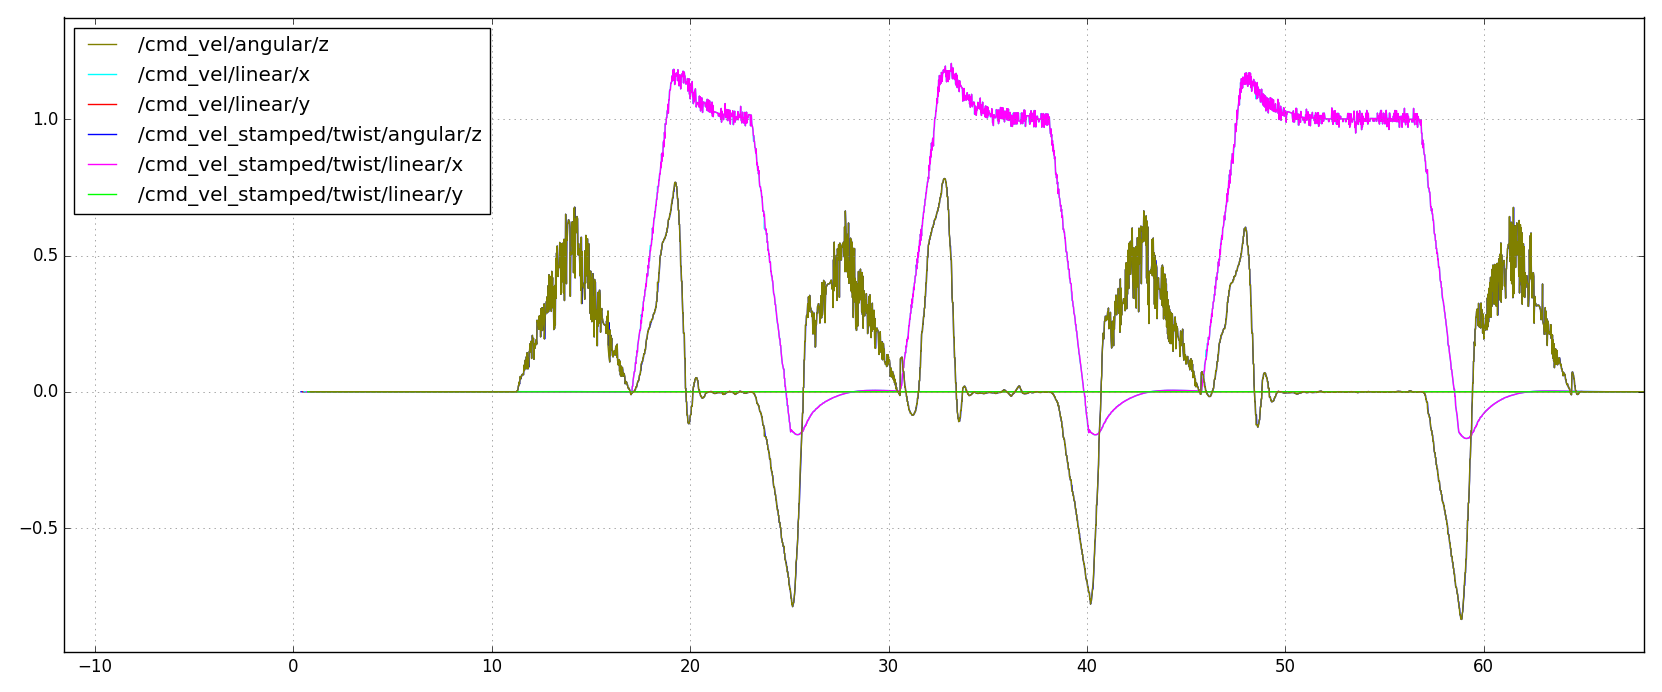 /cmd_vel/angular/z
/cmd_vel/linear/x
/cmd_vel/linear/y
/cmd_vel_stamped/twist/angular/z
/cmd_vel_stamped/twist/linear/x
/cmd_vel_stamped/twist/linear/y
1.0
0.5
0.0
−0.5
−10 0 10 20 30 40 50 60